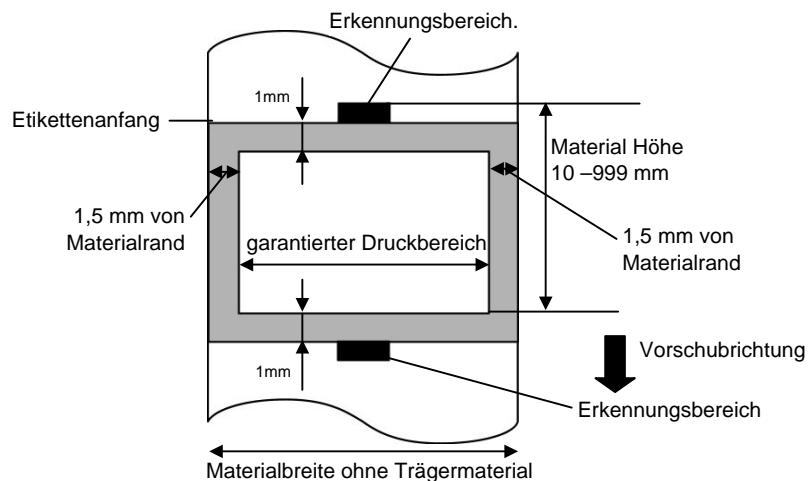 Erkennungsbereich.
1mm
Etikettenanfang
Material Höhe
10 –999 mm
1,5 mm von
Materialrand
garantierter Druckbereich
1,5 mm von
Materialrand
Vorschubrichtung
1mm
Erkennungsbereich
Materialbreite ohne Trägermaterial